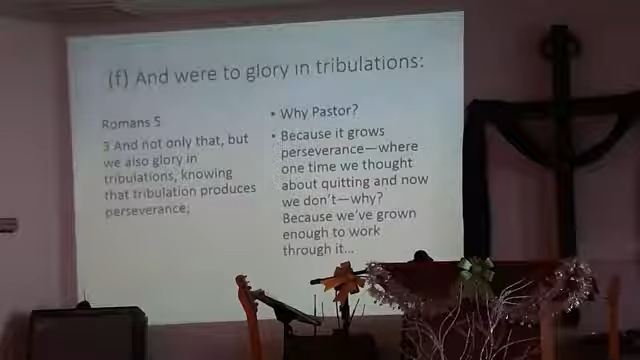 (f) And were to glory in tribulations:
Romans 5
3 And not only that, but
we also glory in
tribulations, knowing
that tribulation produces
perseverance;
• Why Pastor?
• Because it grows
perseverance—where
one time we thought
about quitting and now
we don't—why?
Because we've grown
enough to work
through it...